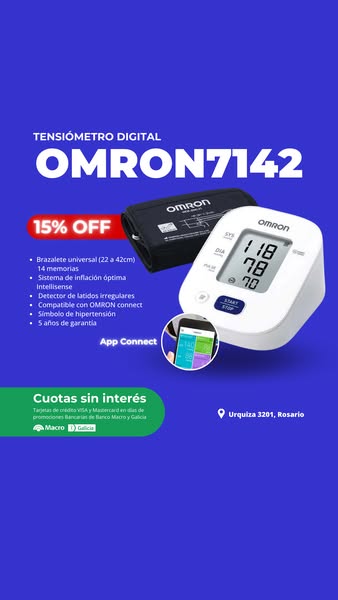 TENSIÓMETRO DIGITAL
OMRON7142
15% OFF
OMRON
Brazalete universal (22 a 42cm)
14 memorias
Sistema de inflación óptima
Intellisense
Detector de latidos irregulares
Compatible con OMRON connect
Símbolo de hipertensión
5 años de garantía
OMRON
SYS
118
DIA
78
PULSE
70
START
STOP
App Connect
Cuotas sin interés
Tarjetas de crédito VISA y Mastercard en días de
promociones Bancarias de Banco Macro y Galicia
Macro
Galicia
Urquiza 3201, Rosario